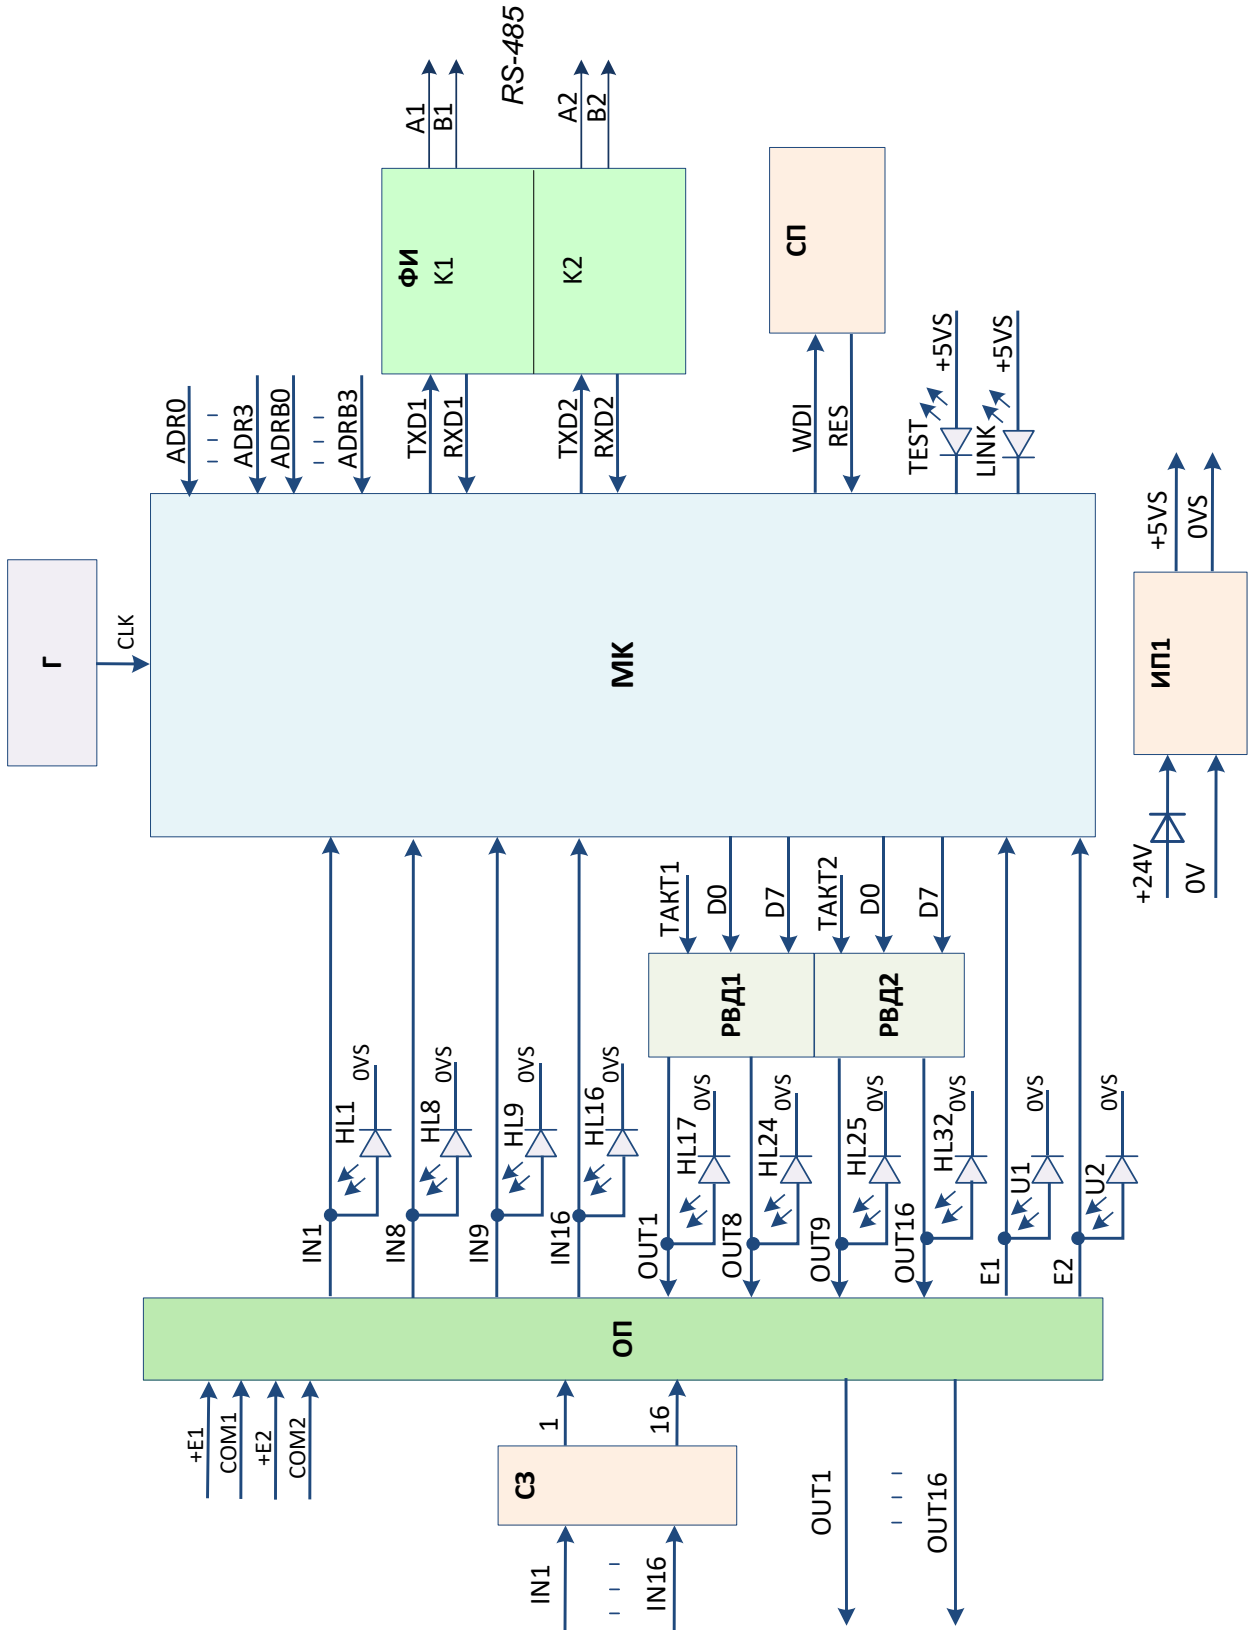 Г
CLK
ADR0
ADR3
ADRB0
ADRB3
TXD1
RXD1
TXD2
RXD2
ФИ
К1
К2
A1
B1
A2
B2
RS-485
WDI
RES
СП
TEST
+5VS
LINK
+5VS
МК
+24V
0V
ИП1
+5VS
0VS
IN1
HL1
0VS
IN8
HL8
0VS
IN9
HL9
0VS
IN16
HL16
0VS
ТАКТ1
D0
D7
ТАКТ2
D0
D7
РВД1
РВД2
OUT1
HL17
0VS
OUT8
HL24
0VS
OUT9
HL25
0VS
OUT16
HL32
0VS
E1
U1
0VS
E2
U2
0VS
ОП
+E1
COM1
+E2
COM2
1
16
СЗ
IN1
IN16
OUT1
OUT16